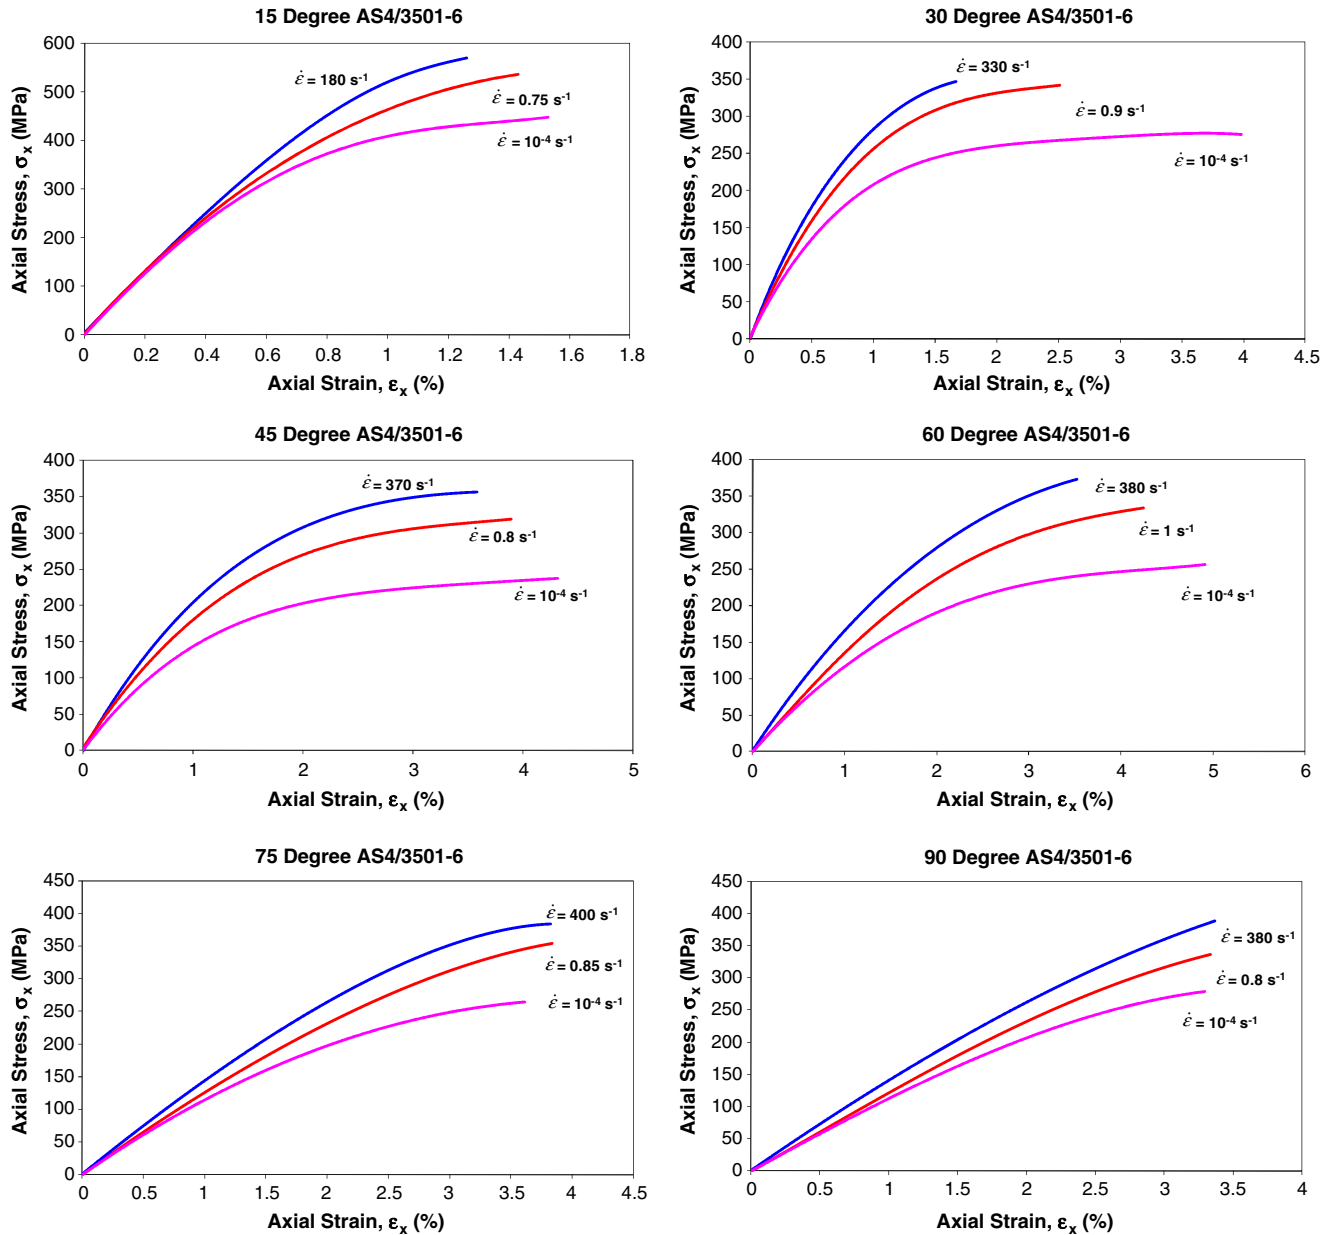 15 Degree AS4/3501-6
Axial Stress, σx (MPa)
600
500
400
300
200
100
0
ε̇ = 180 s-1
ε̇ = 0.75 s-1
ε̇ = 10-4 s-1
0 0.2 0.4 0.6 0.8 1 1.2 1.4 1.6 1.8
Axial Strain, εx (%)
30 Degree AS4/3501-6
Axial Stress, σx (MPa)
400
350
300
250
200
150
100
50
0
ε̇ = 330 s-1
ε̇ = 0.9 s-1
ε̇ = 10-4 s-1
0 0.5 1 1.5 2 2.5 3 3.5 4 4.5
Axial Strain, εx (%)
45 Degree AS4/3501-6
Axial Stress, σx (MPa)
400
350
300
250
200
150
100
50
0
ε̇ = 370 s-1
ε̇ = 0.8 s-1
ε̇ = 10-4 s-1
0 1 2 3 4 5
Axial Strain, εx (%)
60 Degree AS4/3501-6
Axial Stress, σx (MPa)
400
350
300
250
200
150
100
50
0
ε̇ = 380 s-1
ε̇ = 1 s-1
ε̇ = 10-4 s-1
0 1 2 3 4 5 6
Axial Strain, εx (%)
75 Degree AS4/3501-6
Axial Stress, σx (MPa)
450
400
350
300
250
200
150
100
50
0
ε̇ = 400 s-1
ε̇ = 0.85 s-1
ε̇ = 10-4 s-1
0 0.5 1 1.5 2 2.5 3 3.5 4 4.5
Axial Strain, εx (%)
90 Degree AS4/3501-6
Axial Stress, σx (MPa)
450
400
350
300
250
200
150
100
50
0
ε̇ = 380 s-1
ε̇ = 0.8 s-1
ε̇ = 10-4 s-1
0 0.5 1 1.5 2 2.5 3 3.5 4
Axial Strain, εx (%)